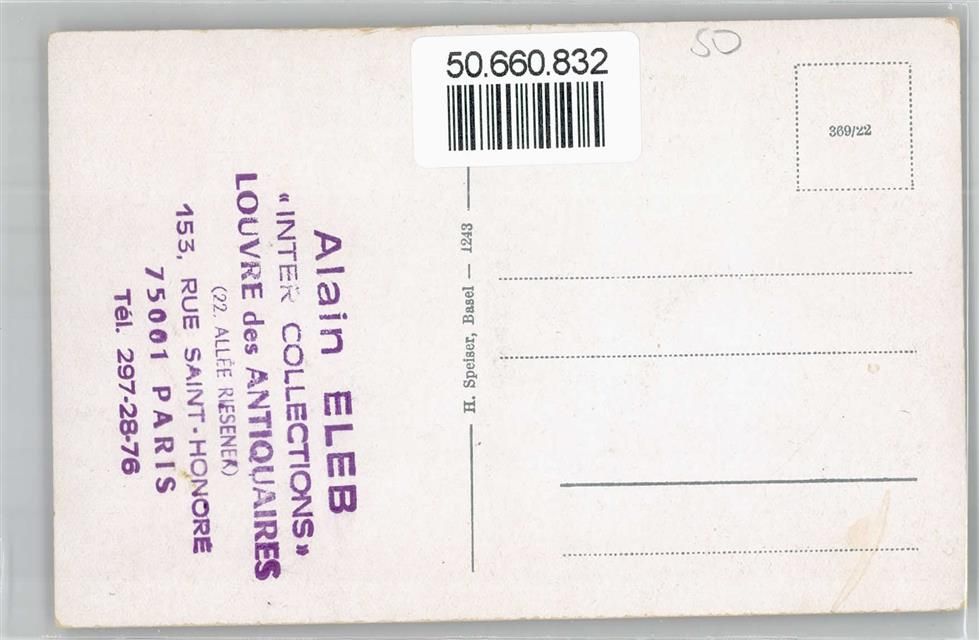 50
50.660.832
369/22
Alain ELEB
« INTER COLLECTIONS »
LOUVRE des ANTIQUAIRES
(22, ALLÉE RIESENER)
153, RUE SAINT-HONORÉ
75001 PARIS
Tél. 297-28-76
H. Speiser, Basel — 1243